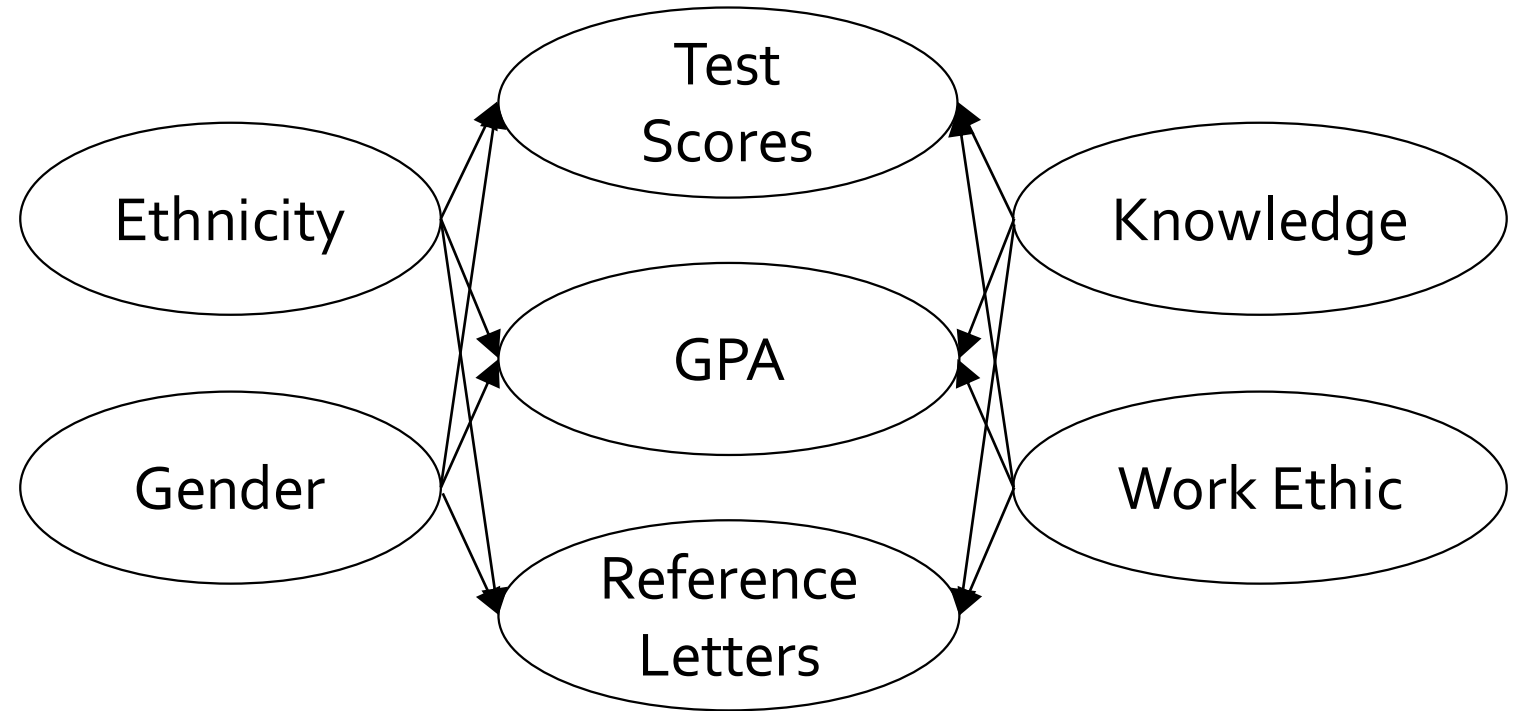 Test
Scores
Ethnicity
Knowledge
GPA
Gender
Work Ethic
Reference
Letters